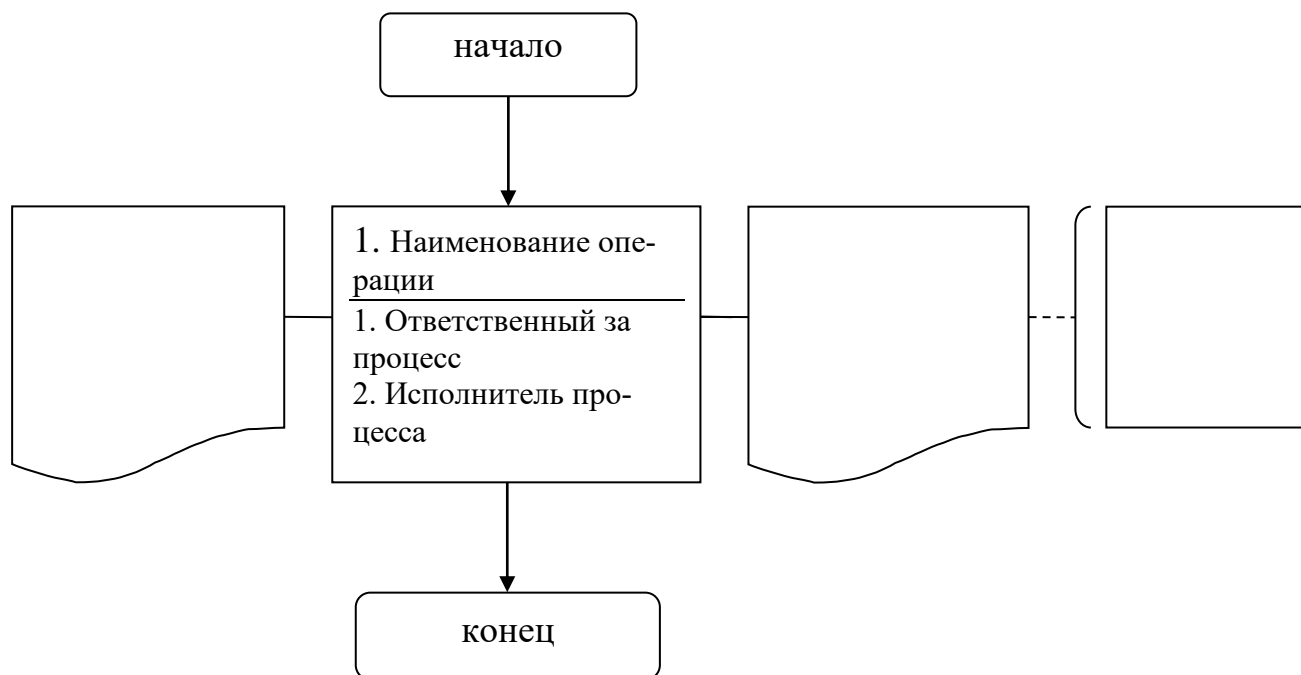 начало
1. Наименование опе-
рации
1. Ответственный за
процесс
2. Исполнитель про-
цесса
конец